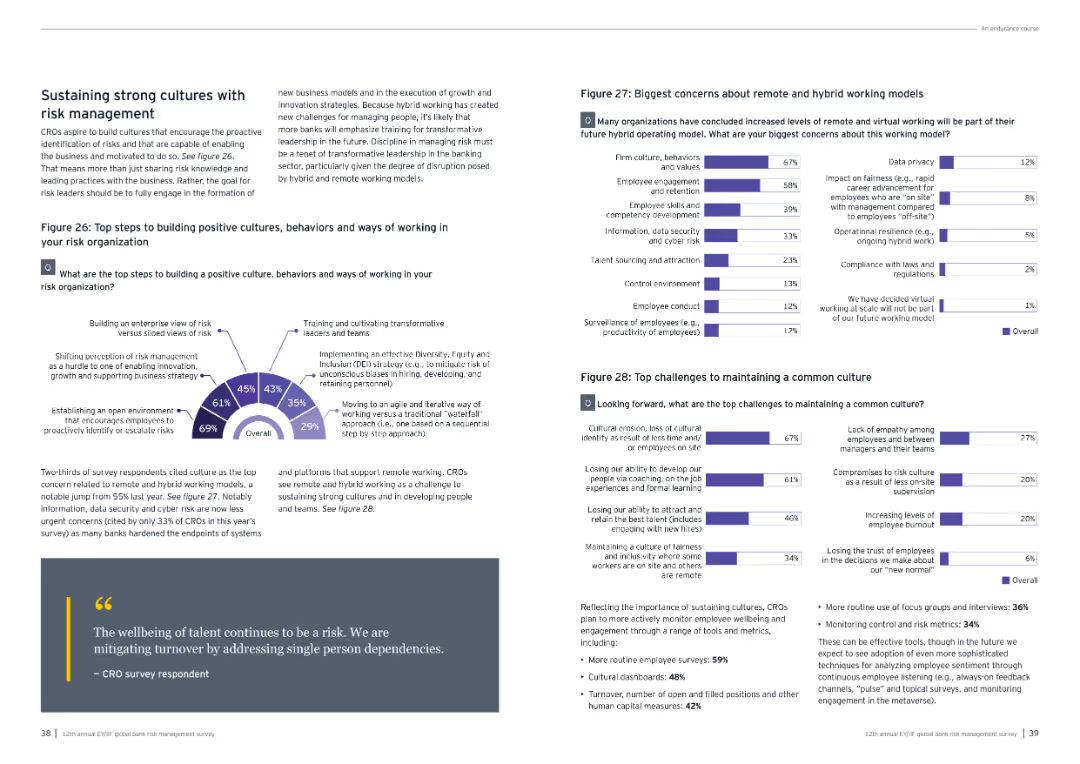 An endurance course
Sustaining strong cultures with
risk management
CROs aspire to build cultures that encourage the proactive
identification of risks and that are capable of enabling
the business and motivated to do so. See figure 26.
That means more than just sharing risk knowledge and
leading practices with the business. Rather, the goal for
risk leaders should be to fully engage in the formation of
new business models and in the execution of growth and
innovation strategies. Because hybrid working has created
new challenges for managing people, it's likely that
more banks will emphasize training for transformative
leadership in the future. Discipline in managing risk must
be a tenet of transformative leadership in the banking
sector, particularly given the degree of disruption posed
by hybrid and remote working models.
Figure 26: Top steps to building positive cultures, behaviors and ways of working in
your risk organization
Q What are the top steps to building a positive culture, behaviors and ways of working in your
risk organization?
Building an enterprise view of risk
versus siloed views of risk
Shifting perception of risk management
as a hurdle to one of enabling innovation,
growth and supporting business strategy
Establishing an open environment
that encourages employees to
proactively identify or escalate risks
Training and cultivating transformative
leaders and teams
Implementing an effective Diversity, Equity and
Inclusion (DEI) strategy (e.g., to mitigate risk of
unconscious biases in hiring, developing, and
retaining personnel)
Moving to an agile and iterative way of
working versus a traditional "waterfall"
approach (i.e., one based on a sequential
step by step approach)
69%
61%
45%
43%
35%
29%
Overall
Two-thirds of survey respondents cited culture as the top
concern related to remote and hybrid working models, a
notable jump from 55% last year. See figure 27. Notably
information, data security and cyber risk are now less
urgent concerns (cited by only 33% of CROs in this year's
survey) as many banks hardened the endpoints of systems
and platforms that support remote working. CROs
see remote and hybrid working as a challenge to
sustaining strong cultures and in developing people
and teams. See figure 28.
“
The wellbeing of talent continues to be a risk. We are
mitigating turnover by addressing single person dependencies.
– CRO survey respondent
38 | 12th annual EY/IIF global bank risk management survey
Figure 27: Biggest concerns about remote and hybrid working models
Q Many organizations have concluded increased levels of remote and virtual working will be part of their
future hybrid operating model. What are your biggest concerns about this working model?
Firm culture, behaviors
and values
67%
Employee engagement
and retention
58%
Employee skills and
competency development
39%
Information, data security
and cyber risk
33%
Talent sourcing and attraction
23%
Control environment
13%
Employee conduct
12%
Surveillance of employees (e.g.,
productivity of employees)
12%
Data privacy
12%
Impact on fairness (e.g., rapid
career advancement for
employees who are "on site"
with management compared
to employees "off-site")
8%
Operational resilience (e.g.,
ongoing hybrid work)
5%
Compliance with laws and
regulations
2%
We have decided virtual
working at scale will not be part
of our future working model
1%
Overall
Figure 28: Top challenges to maintaining a common culture
Q Looking forward, what are the top challenges to maintaining a common culture?
Cultural erosion, loss of cultural
identity as result of less time and/
or employees on site
67%
Losing our ability to develop our
people via coaching, on the job
experiences and formal learning
61%
Losing our ability to attract and
retain the best talent (includes
engaging with new hires)
46%
Maintaining a culture of fairness
and inclusivity where some
workers are on site and others
are remote
34%
Lack of empathy among
employees and between
managers and their teams
27%
Compromises to risk culture
as a result of less on-site
supervision
20%
Increasing levels of
employee burnout
20%
Losing the trust of employees
in the decisions we make about
our "new normal"
6%
Overall
Reflecting the importance of sustaining cultures, CROs
plan to more actively monitor employee wellbeing and
engagement through a range of tools and metrics,
including:
• More routine employee surveys: 59%
• Cultural dashboards: 48%
• Turnover, number of open and filled positions and other
human capital measures: 42%
• More routine use of focus groups and interviews: 36%
• Monitoring control and risk metrics: 34%
These can be effective tools, though in the future we
expect to see adoption of even more sophisticated
techniques for analyzing employee sentiment through
continuous employee listening (e.g., always-on feedback
channels, "pulse" and topical surveys, and monitoring
engagement in the metaverse).
12th annual EY/IIF global bank risk management survey | 39